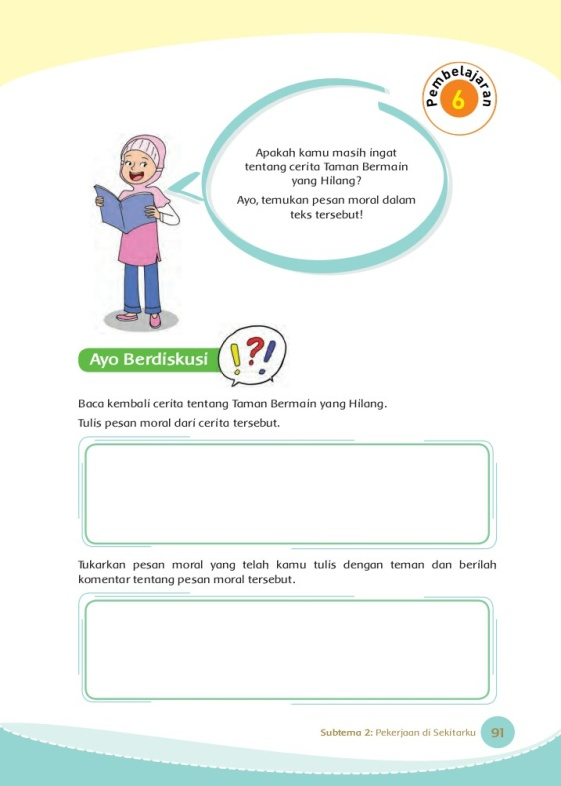 Pembelajaran
6
Apakah kamu masih ingat
tentang cerita Taman Bermain
yang Hilang?
Ayo, temukan pesan moral dalam
teks tersebut!
Ayo Berdiskusi
!?!
Baca kembali cerita tentang Taman Bermain yang Hilang.
Tulis pesan moral dari cerita tersebut.
Tukarkan pesan moral yang telah kamu tulis dengan teman dan berilah
komentar tentang pesan moral tersebut.
Subtema 2: Pekerjaan di Sekitarku 91